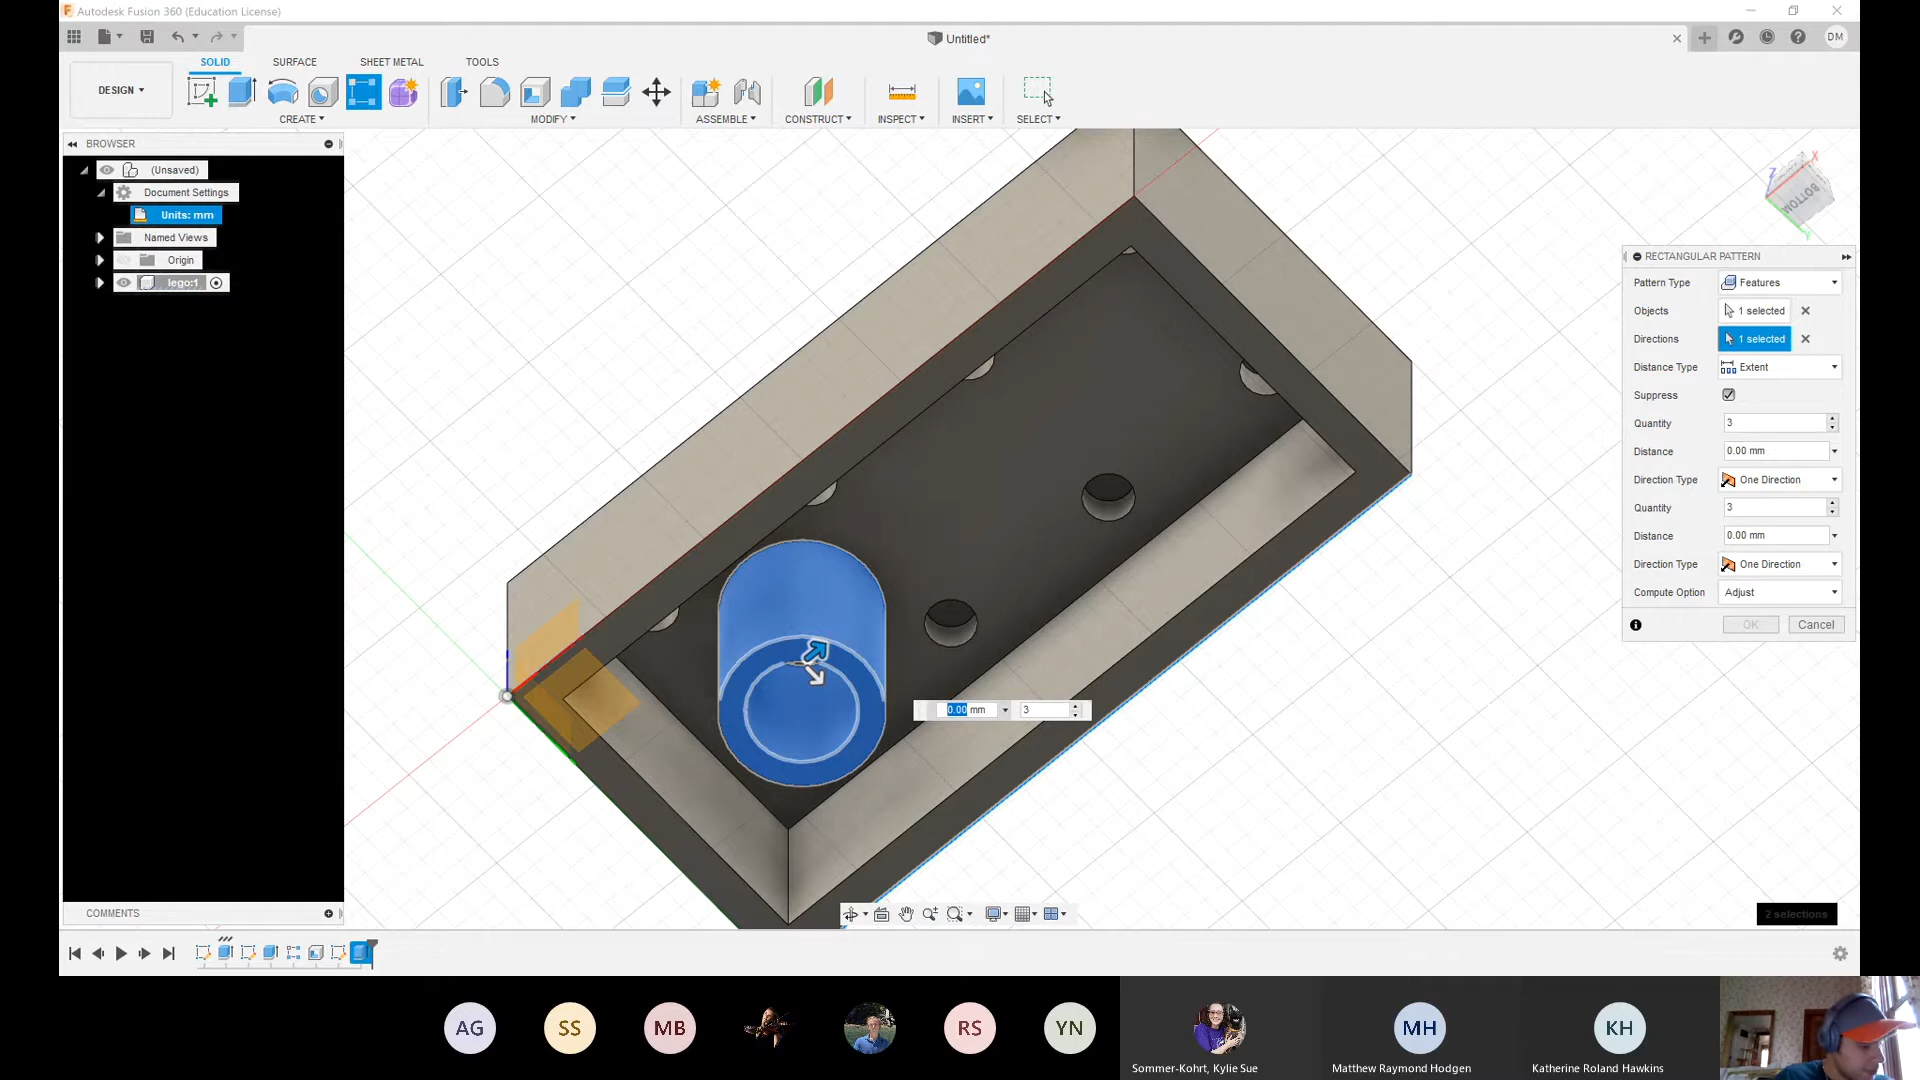 Autodesk Fusion 360 (Education License)
Untitled*
DM
DESIGN
SOLID SURFACE SHEET METAL TOOLS
CREATE MODIFY ASSEMBLE CONSTRUCT INSPECT INSERT SELECT
BROWSER
(Unsaved)
Document Settings
Units: mm
Named Views
Origin
lego:1
X
Z
BOTTOM
Y
RECTANGULAR PATTERN
Pattern Type Features
Objects 1 selected
Directions 1 selected
Distance Type Extent
Suppress
Quantity 3
Distance 0.00 mm
Direction Type One Direction
Quantity 3
Distance 0.00 mm
Direction Type One Direction
Compute Option Adjust
OK Cancel
0.00 mm 3
COMMENTS
2 selections
AG SS MB RS YN MH KH
Sommer-Kohrt, Kylie Sue Matthew Raymond Hodgen Katherine Roland Hawkins